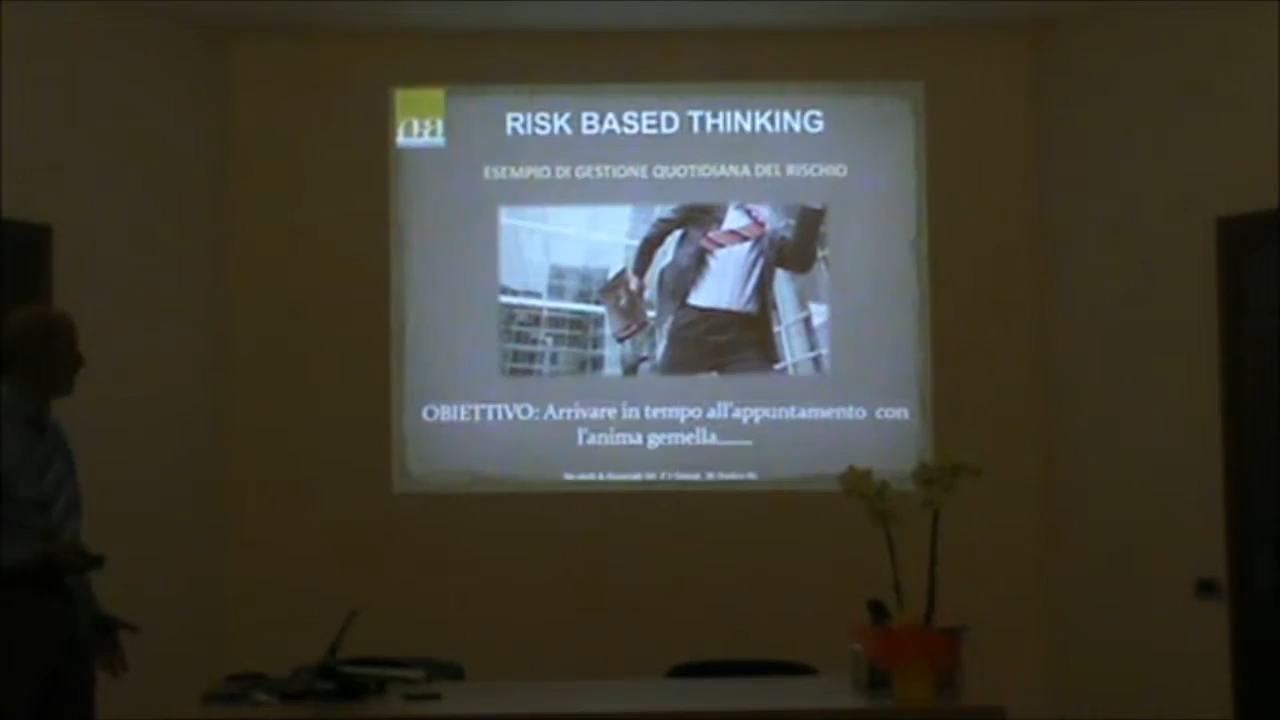 n&a
RISK BASED THINKING
ESEMPIO DI GESTIONE QUOTIDIANA DEL RISCHIO
OBIETTIVO: Arrivare in tempo all'appuntamento con
l'anima gemella......